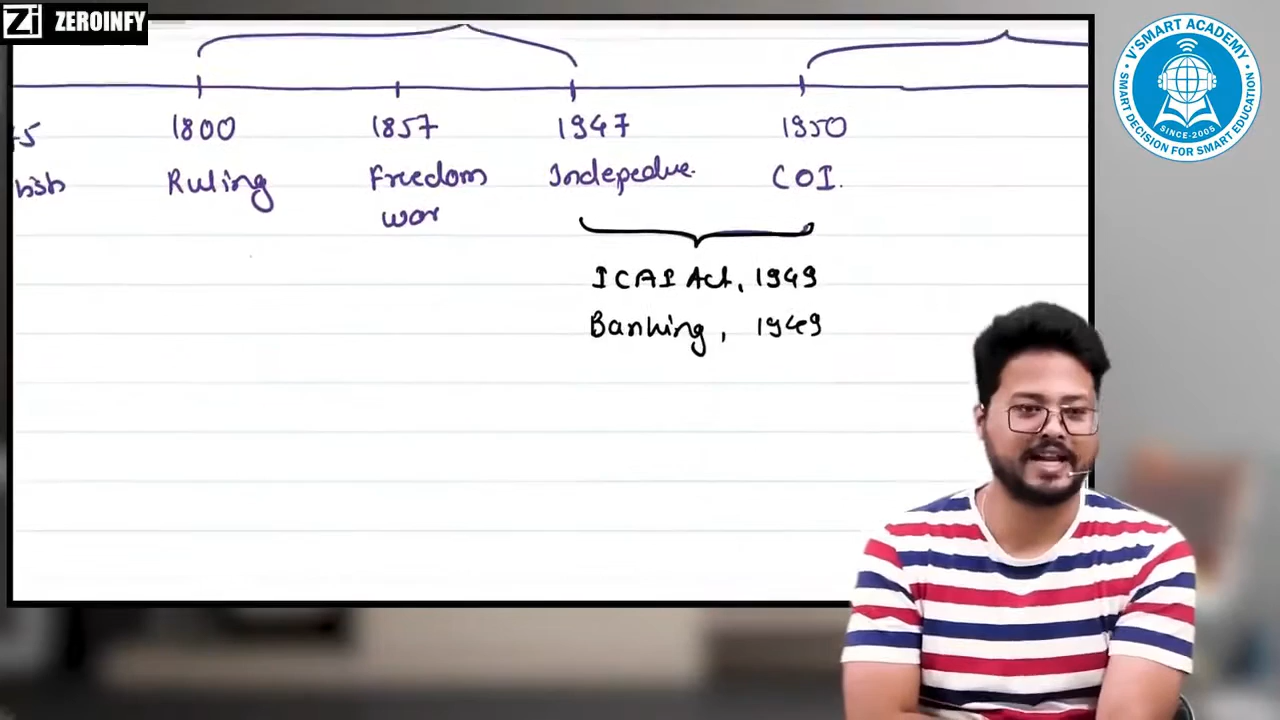 Zi ZEROINFY
V'SMART ACADEMY
SMART DECISION FOR SMART EDUCATION
SINCE-2005
1800 1857 1947 1950
Ruling Freedom COI.
war
ICAI Act, 1949
Banking, 1949